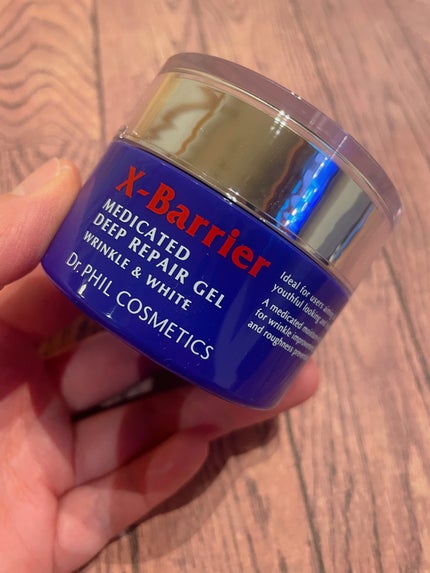 X-Barrier
MEDICATED
DEEP REPAIR GEL
WRINKLE & WHITE
Dr. PHIL COSMETICS
Ideal for users
youthful looking
A medicated
for wrinkle
and roughness